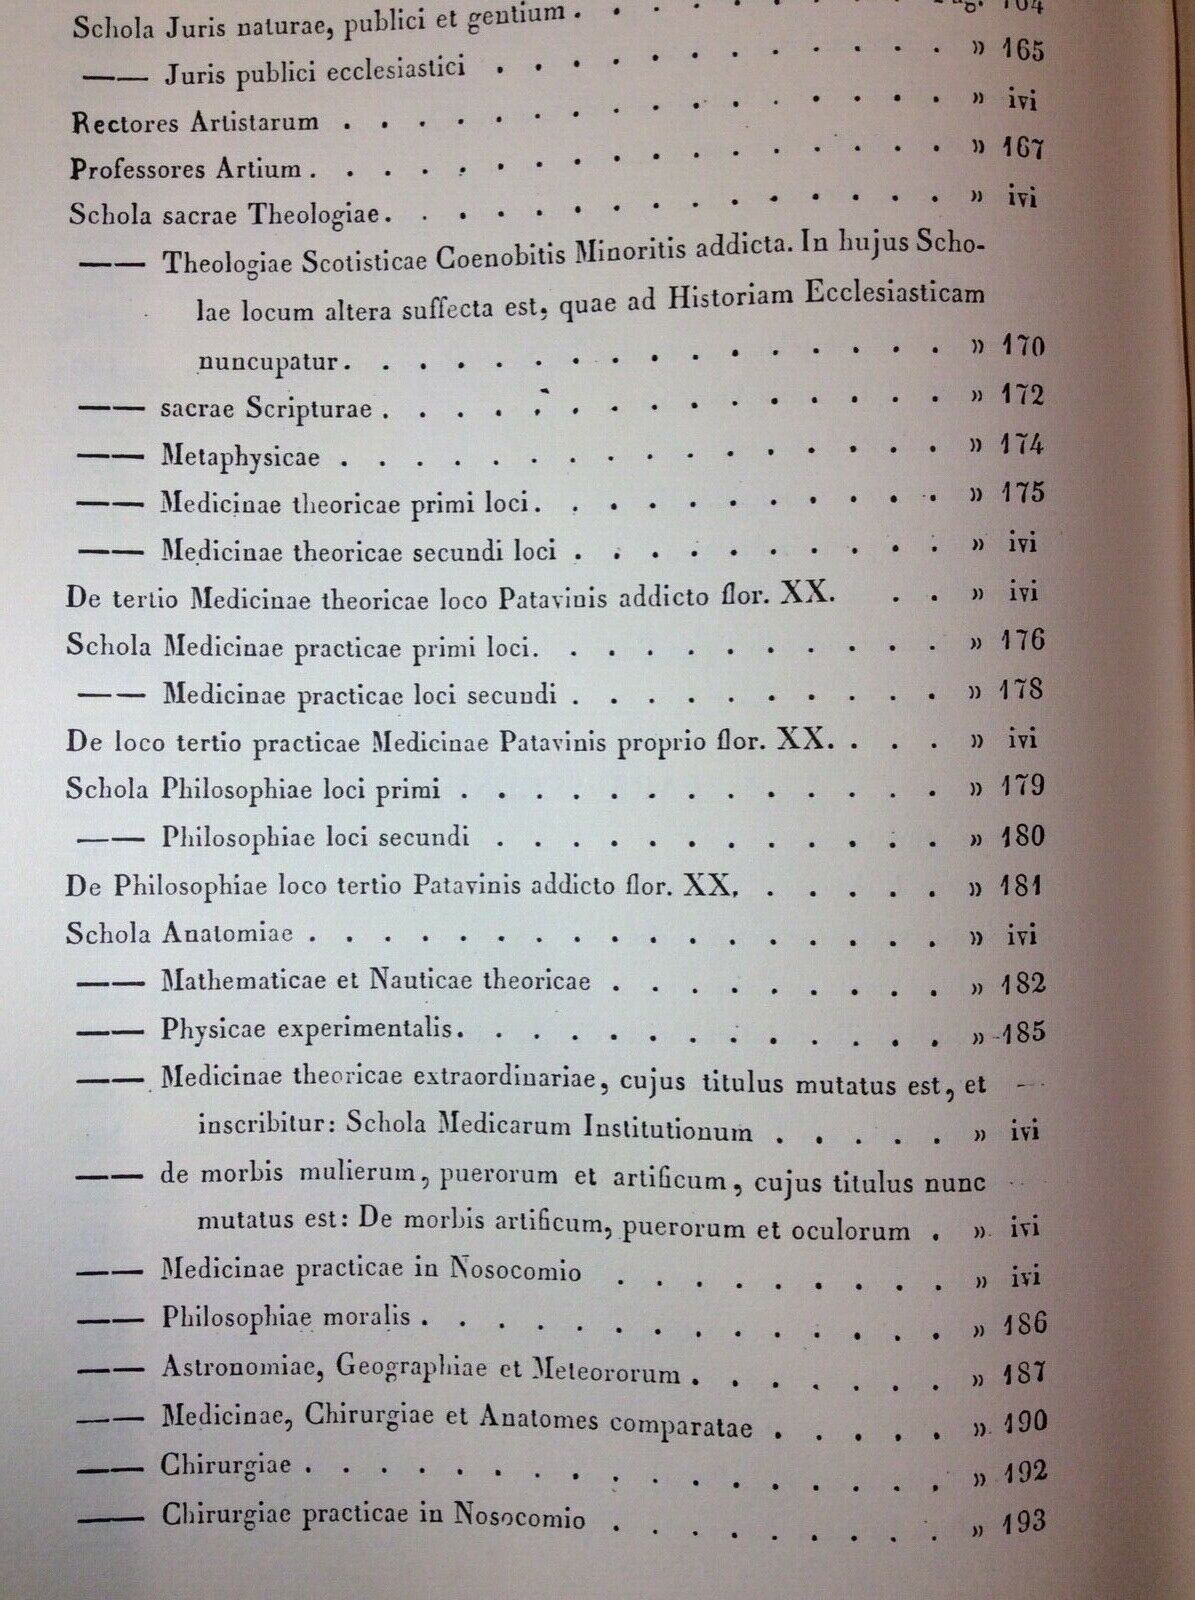 Schola Juris naturae, publici et gentium . . . . . . . . . Pag. 164
—— Juris publici ecclesiastici . . . . . . . . . . . . » 165
Rectores Artistarum . . . . . . . . . . . . . . . . » ivi
Professores Artium . . . . . . . . . . . . . . . . . » 167
Schola sacrae Theologiae . . . . . . . . . . . . . . . » ivi
—— Theologiae Scotisticae Coenobitis Minoritis addicta. In hujus Scho-
lae locum altera suffecta est, quae ad Historiam Ecclesiasticam
nuncupatur . . . . . . . . . . . . . . . . . » 170
—— sacrae Scripturae . . . . . . . . . . . . . . . » 172
—— Metaphysicae . . . . . . . . . . . . . . . . . » 174
—— Medicinae theoricae primi loci . . . . . . . . . . . » 175
—— Medicinae theoricae secundi loci . . . . . . . . . . » ivi
De tertio Medicinae theoricae loco Patavinis addicto flor. XX. . . » ivi
Schola Medicinae practicae primi loci . . . . . . . . . . . » 176
—— Medicinae practicae loci secundi . . . . . . . . . . » 178
De loco tertio practicae Medicinae Patavinis proprio flor. XX. . . . » ivi
Schola Philosophiae loci primi . . . . . . . . . . . . . » 179
—— Philosophiae loci secundi . . . . . . . . . . . . » 180
De Philosophiae loco tertio Patavinis addicto flor. XX. . . . . . » 181
Schola Anatomiae . . . . . . . . . . . . . . . . . » ivi
—— Mathematicae et Nauticae theoricae . . . . . . . . . » 182
—— Physicae experimentalis . . . . . . . . . . . . . » 185
—— Medicinae theoricae extraordinariae, cujus titulus mutatus est, et
inscribitur: Schola Medicarum Institutionum . . . . . » ivi
—— de morbis mulierum, puerorum et artificum, cujus titulus nunc
mutatus est: De morbis artificum, puerorum et oculorum . » ivi
—— Medicinae practicae in Nosocomio . . . . . . . . . » ivi
—— Philosophiae moralis . . . . . . . . . . . . . . » 186
—— Astronomiae, Geographiae et Meteororum . . . . . . . » 187
—— Medicinae, Chirurgiae et Anatomes comparatae . . . . . » 190
—— Chirurgiae . . . . . . . . . . . . . . . . . » 192
—— Chirurgiae practicae in Nosocomio . . . . . . . . . » 193